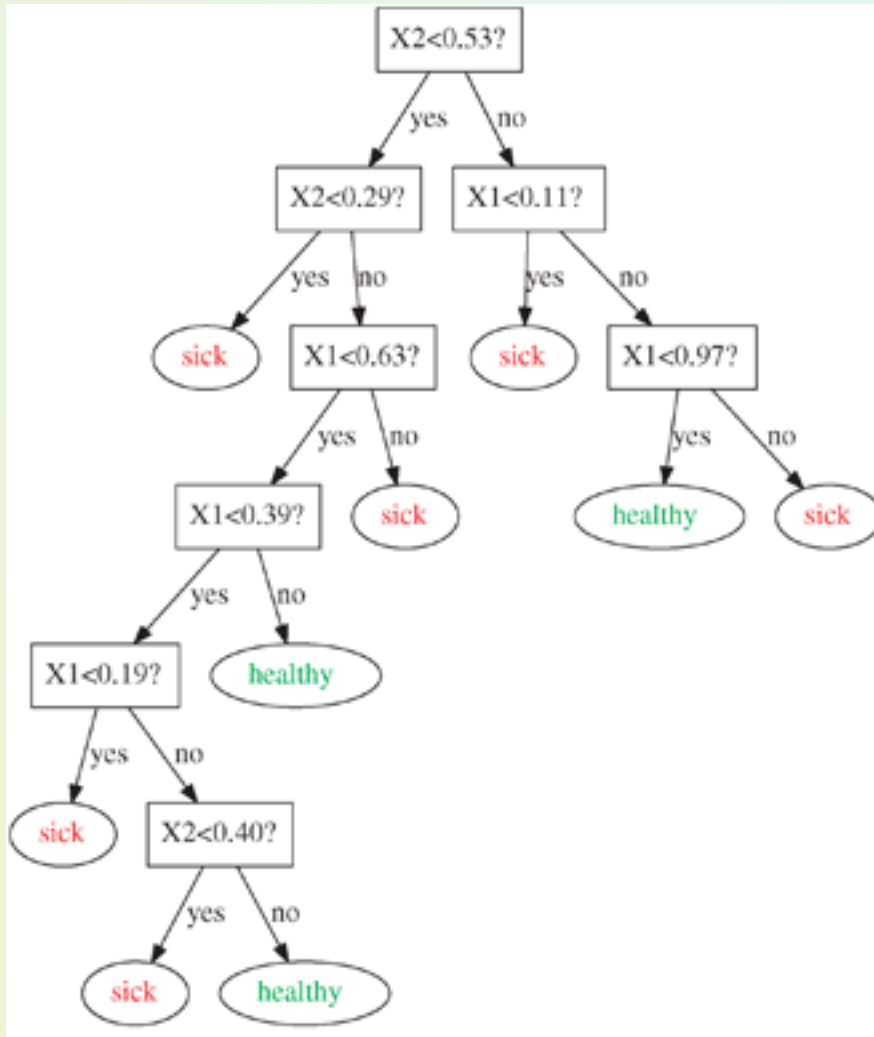 X2<0.53?
yes
no
X2<0.29?
X1<0.11?
yes
no
yes
no
sick
X1<0.63?
sick
X1<0.97?
yes
no
yes
no
X1<0.39?
sick
healthy
sick
yes
no
X1<0.19?
healthy
yes
no
sick
X2<0.40?
yes
no
sick
healthy